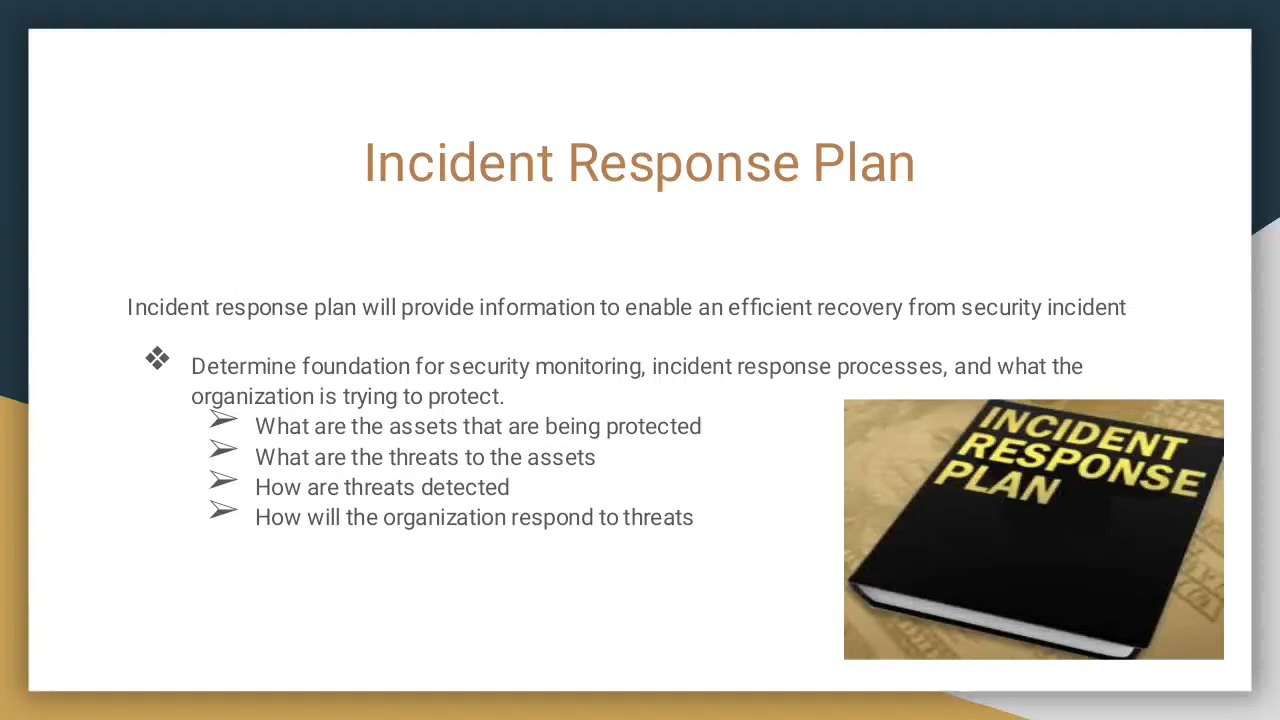 Incident Response Plan
Incident response plan will provide information to enable an efficient recovery from security incident
❖ Determine foundation for security monitoring, incident response processes, and what the
organization is trying to protect.
➢ What are the assets that are being protected
➢ What are the threats to the assets
➢ How are threats detected
➢ How will the organization respond to threats
INCIDENT
RESPONSE
PLAN